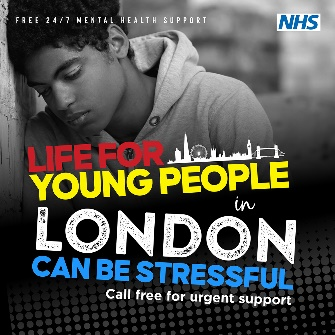 FREE 24/7 MENTAL HEALTH SUPPORT
NHS
LIFE FOR
YOUNG PEOPLE
in
LONDON
CAN BE STRESSFUL
Call free for urgent support